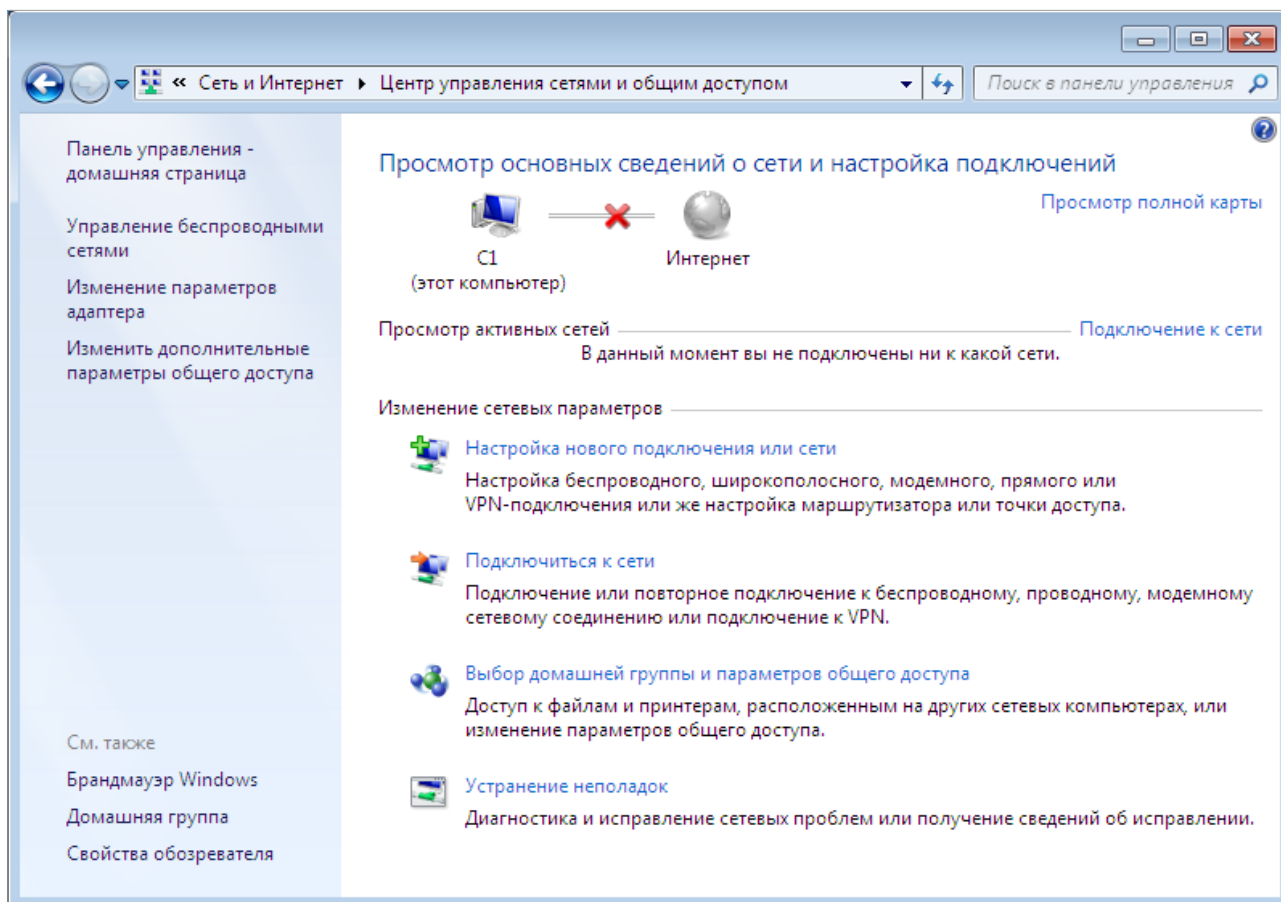 « Сеть и Интернет ▸ Центр управления сетями и общим доступом
Поиск в панели управления
Панель управления -
домашняя страница
Управление беспроводными
сетями
Изменение параметров
адаптера
Изменить дополнительные
параметры общего доступа
См. также
Брандмауэр Windows
Домашняя группа
Свойства обозревателя
Просмотр основных сведений о сети и настройка подключений
Просмотр полной карты
C1
(этот компьютер)
Интернет
Просмотр активных сетей
Подключение к сети
В данный момент вы не подключены ни к какой сети.
Изменение сетевых параметров
Настройка нового подключения или сети
Настройка беспроводного, широкополосного, модемного, прямого или
VPN-подключения или же настройка маршрутизатора или точки доступа.
Подключиться к сети
Подключение или повторное подключение к беспроводному, проводному, модемному
сетевому соединению или подключение к VPN.
Выбор домашней группы и параметров общего доступа
Доступ к файлам и принтерам, расположенным на других сетевых компьютерах, или
изменение параметров общего доступа.
Устранение неполадок
Диагностика и исправление сетевых проблем или получение сведений об исправлении.